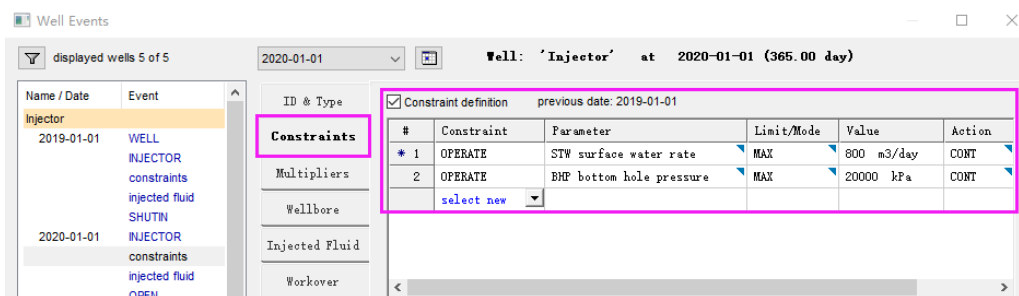 Well Events
displayed wells 5 of 5
2020-01-01
Well: 'Injector' at 2020-01-01 (365.00 day)
Name / Date Event
Injector
2019-01-01 WELL
INJECTOR
constraints
injected fluid
SHUTIN
2020-01-01 INJECTOR
constraints
injected fluid
OPEN
ID & Type
Constraints
Multipliers
Wellbore
Injected Fluid
Workover
Constraint definition previous date: 2019-01-01
# Constraint Parameter Limit/Mode Value Action
* 1 OPERATE STW surface water rate MAX 800 m3/day CONT
2 OPERATE BHP bottom hole pressure MAX 20000 kPa CONT
select new